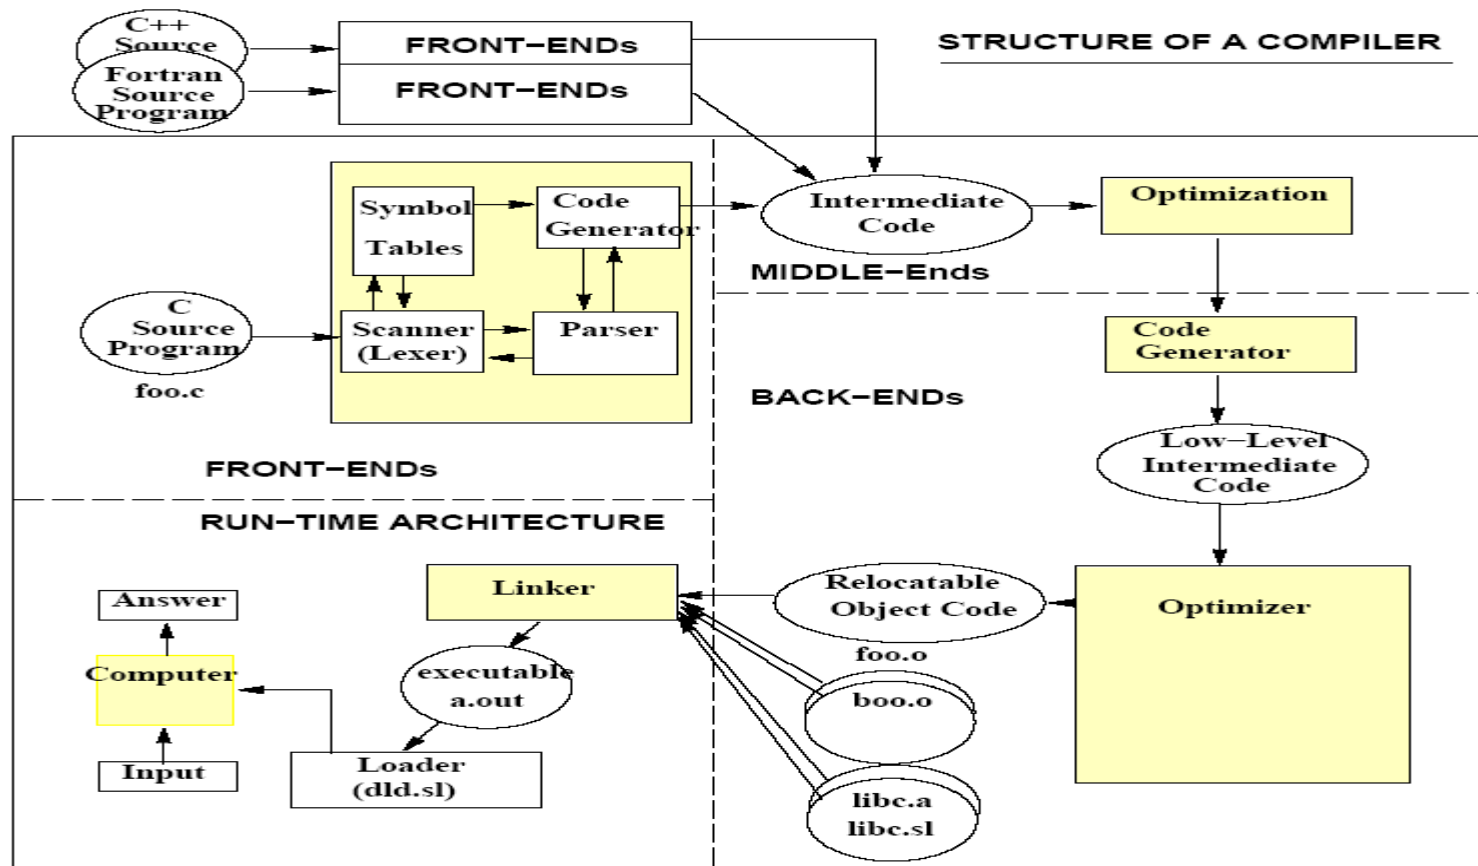 C++
Source
FRONT−ENDs
STRUCTURE OF A COMPILER
Fortran
Source
Program
FRONT−ENDs
Symbol
Tables
Code
Generator
Intermediate
Code
Optimization
MIDDLE−Ends
C
Source
Program
foo.c
Scanner
(Lexer)
Parser
FRONT−ENDs
Code
Generator
BACK−ENDs
Low−Level
Intermediate
Code
RUN−TIME ARCHITECTURE
Linker
Relocatable
Object Code
foo.o
Optimizer
Answer
Computer
Input
executable
a.out
Loader
(dld.sl)
boo.o
libc.a
libc.sl